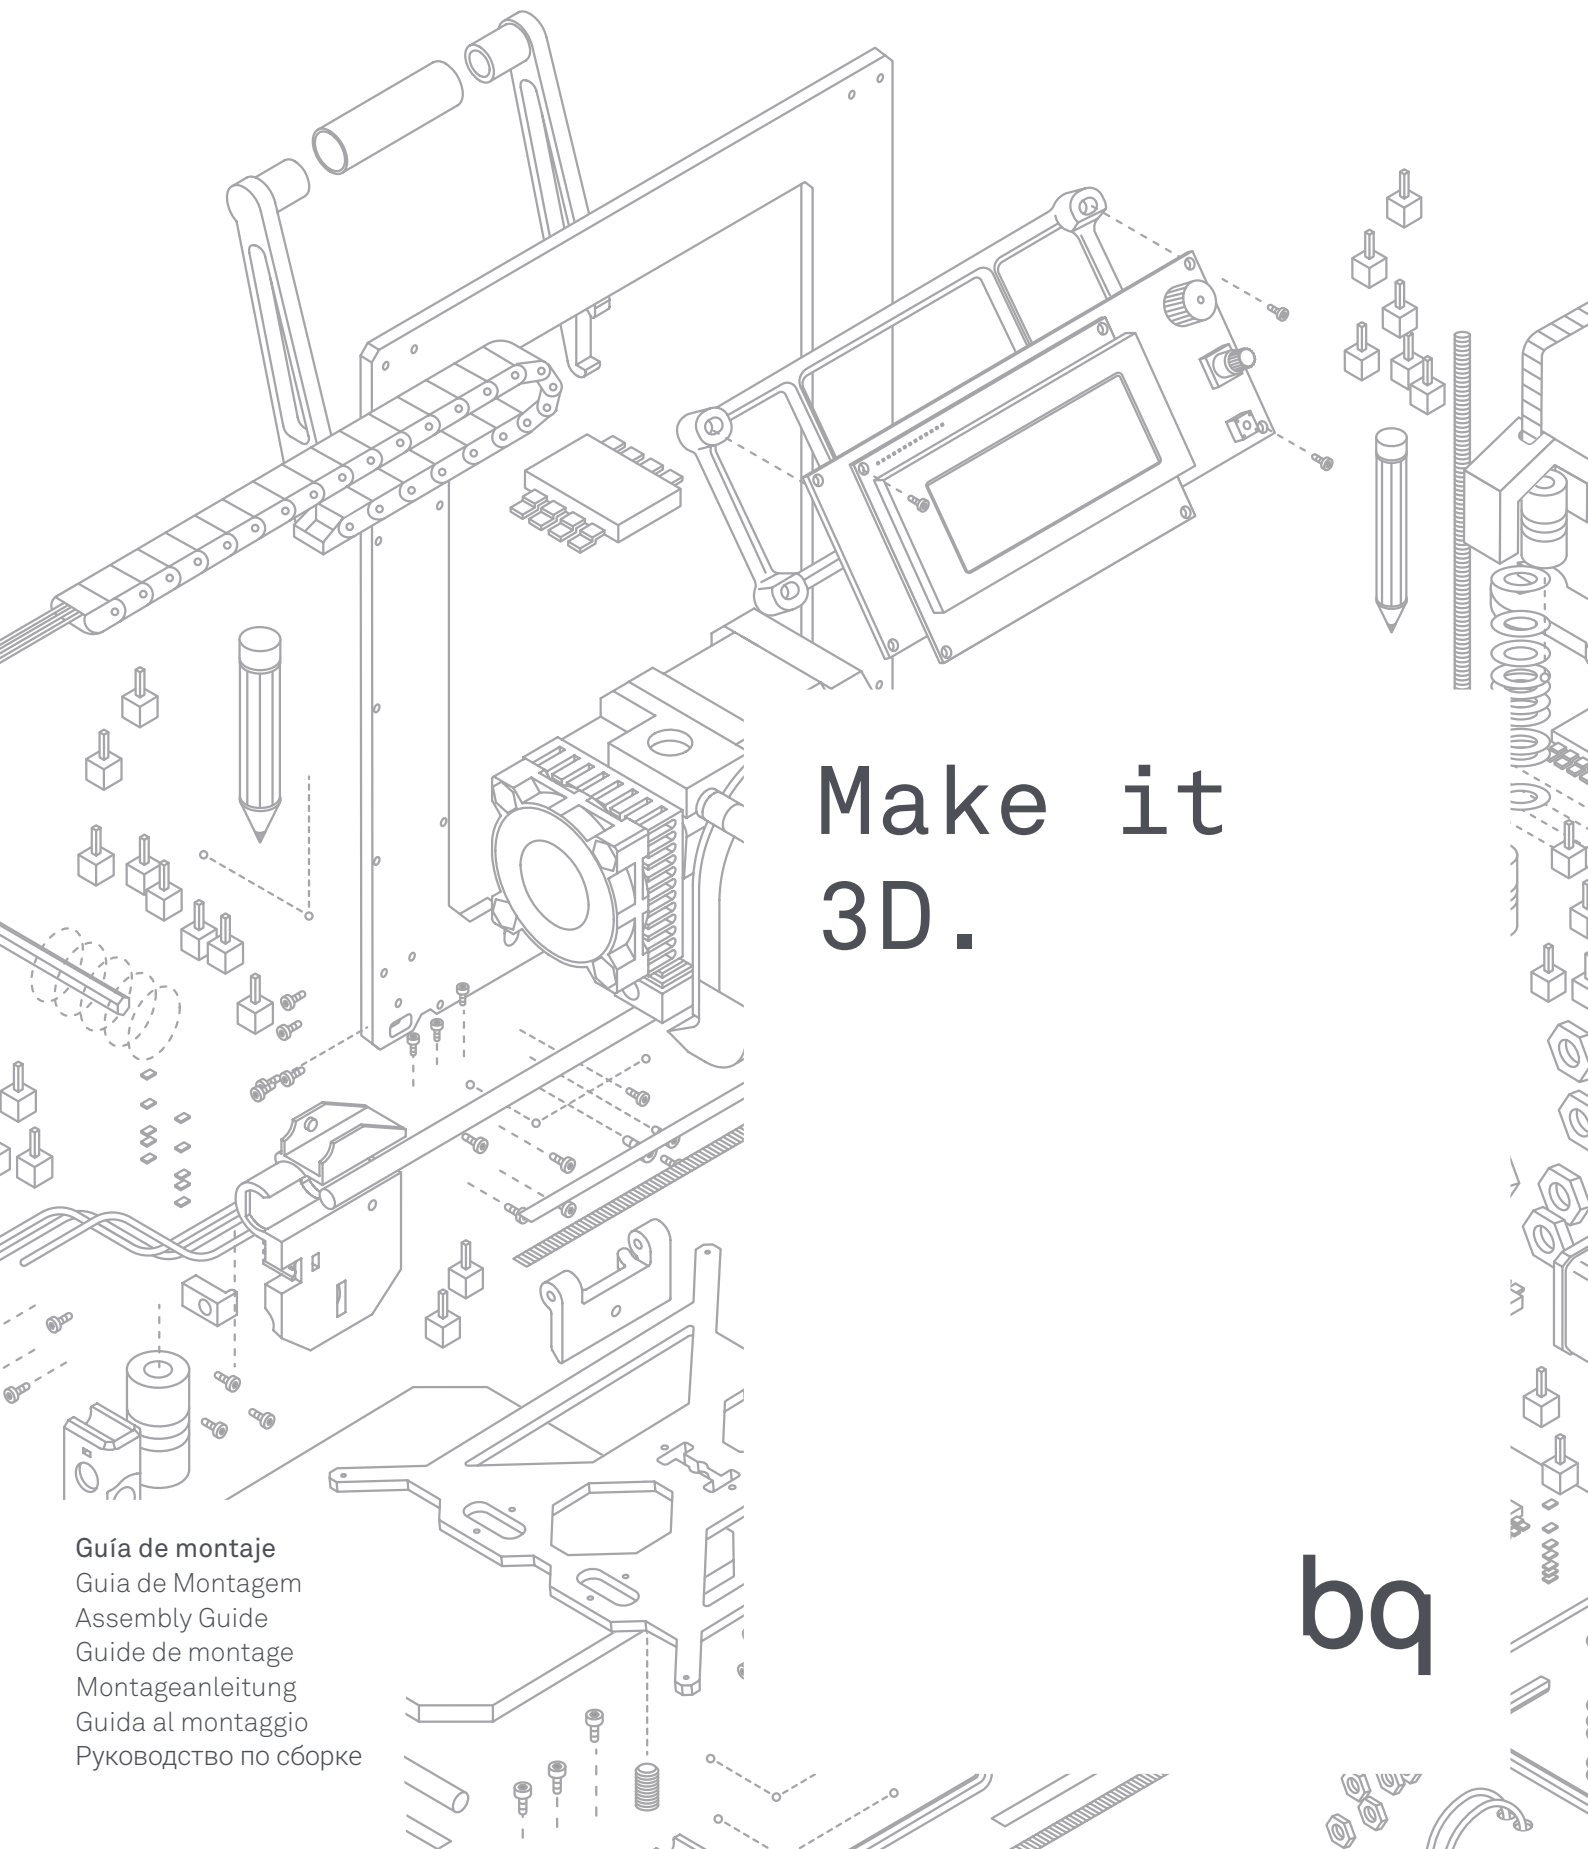 Make it
3D.
Guía de montaje
Guia de Montagem
Assembly Guide
Guide de montage
Montageanleitung
Guida al montaggio
Руководство по сборке
bq